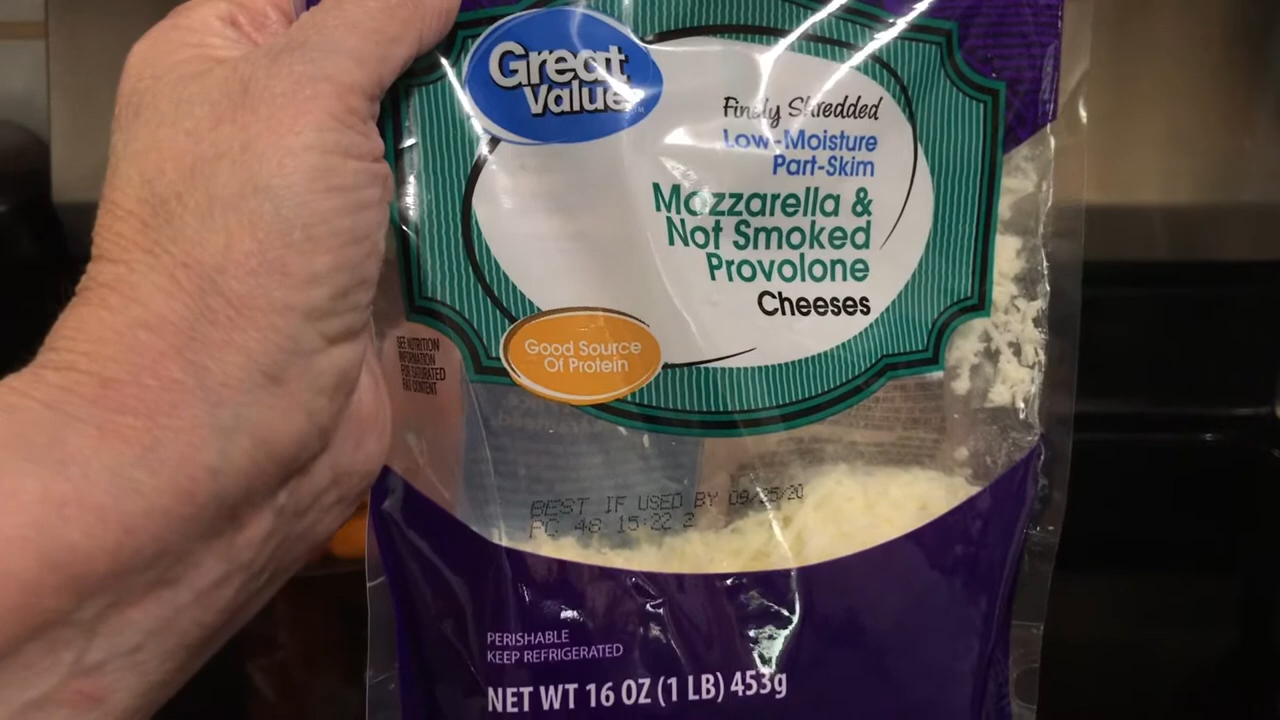 Great
Value™
Finely Shredded
Low-Moisture
Part-Skim
Mozzarella &
Not Smoked
Provolone
Cheeses
Good Source
Of Protein
SEE NUTRITION
INFORMATION
FOR SATURATED
FAT CONTENT
BEST IF USED BY 09/25/20
PC 48 15:22 2
PERISHABLE
KEEP REFRIGERATED
NET WT 16 OZ (1 LB) 453g